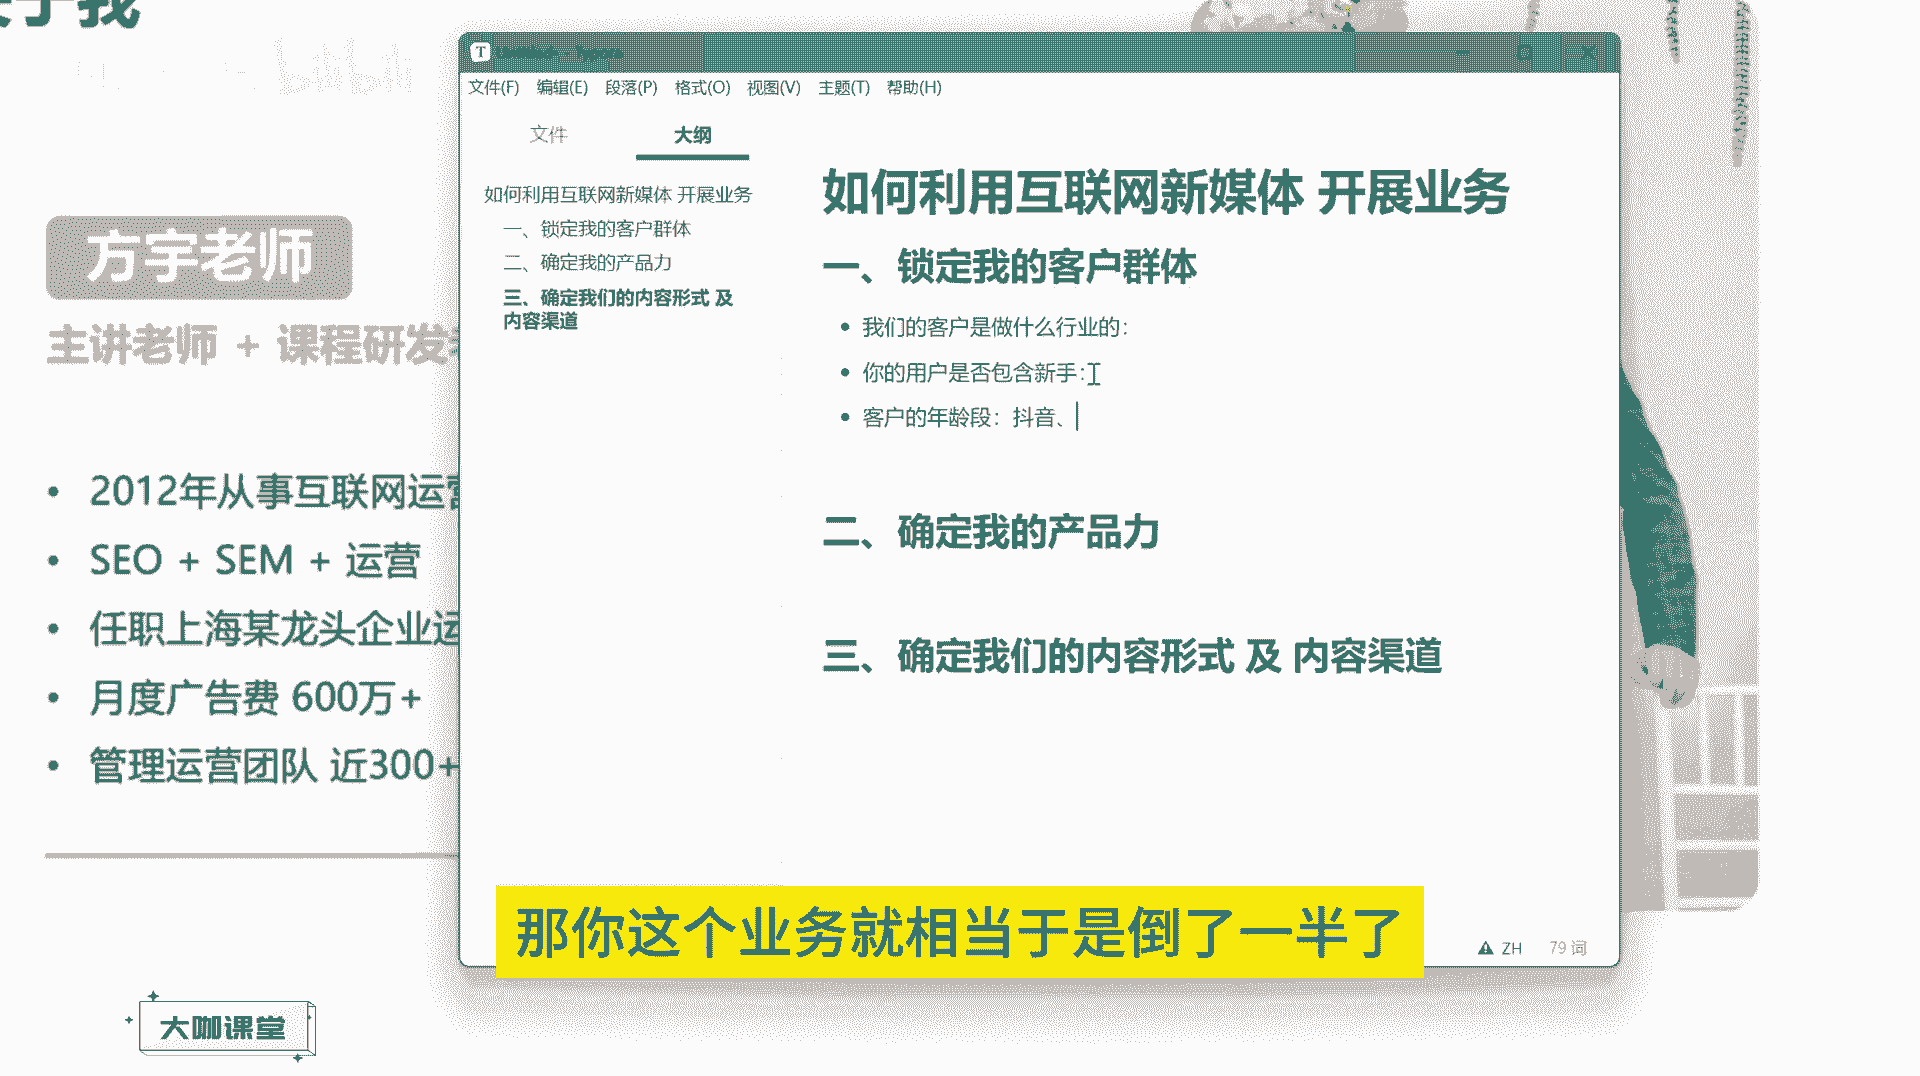 于我
bilibili
方宇老师
主讲老师 + 课程研发
2012年从事互联网运营
SEO + SEM + 运营
任职上海某龙头企业运
月度广告费 600万+
管理运营团队 近300+
大咖课堂
文件(F) 编辑(E) 段落(P) 格式(O) 视图(V) 主题(T) 帮助(H)
文件 大纲
如何利用互联网新媒体 开展业务
一、锁定我的客户群体
二、确定我的产品力
三、确定我们的内容形式 及
内容渠道
如何利用互联网新媒体 开展业务
一、锁定我的客户群体
我们的客户是做什么行业的：
你的用户是否包含新手：
客户的年龄段：抖音、
二、确定我的产品力
三、确定我们的内容形式 及 内容渠道
ZH 79 词
那你这个业务就相当于是倒了一半了